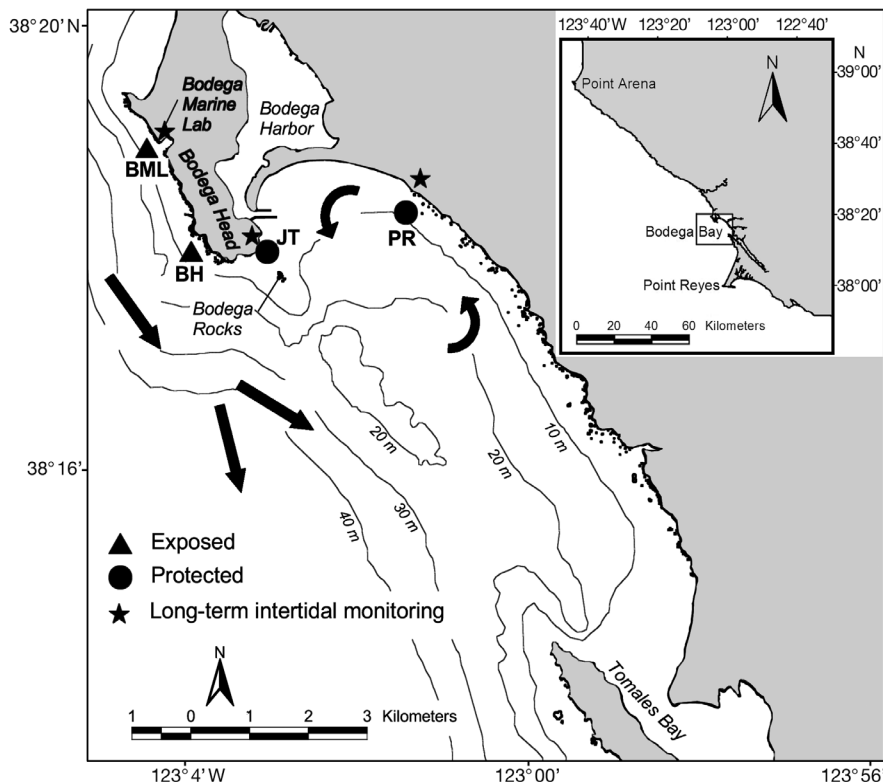 38°20’ N
Bodega
Marine
Lab
Bodega
Harbor
BML
Bodega Head
JT
PR
BH
Bodega
Rocks
20 m
10 m
20 m
30 m
40 m
38°16’
Exposed
Protected
Long-term intertidal monitoring
N
1 0 1 2 3 Kilometers
Tomales Bay
123°4’W
123°00’
123°56’
123°40’W
123°20’
123°00’
122°40’
N
39°00’
Point Arena
N
38°40’
38°20’
Bodega Bay
Point Reyes
38°00’
0 20 40 60 Kilometers